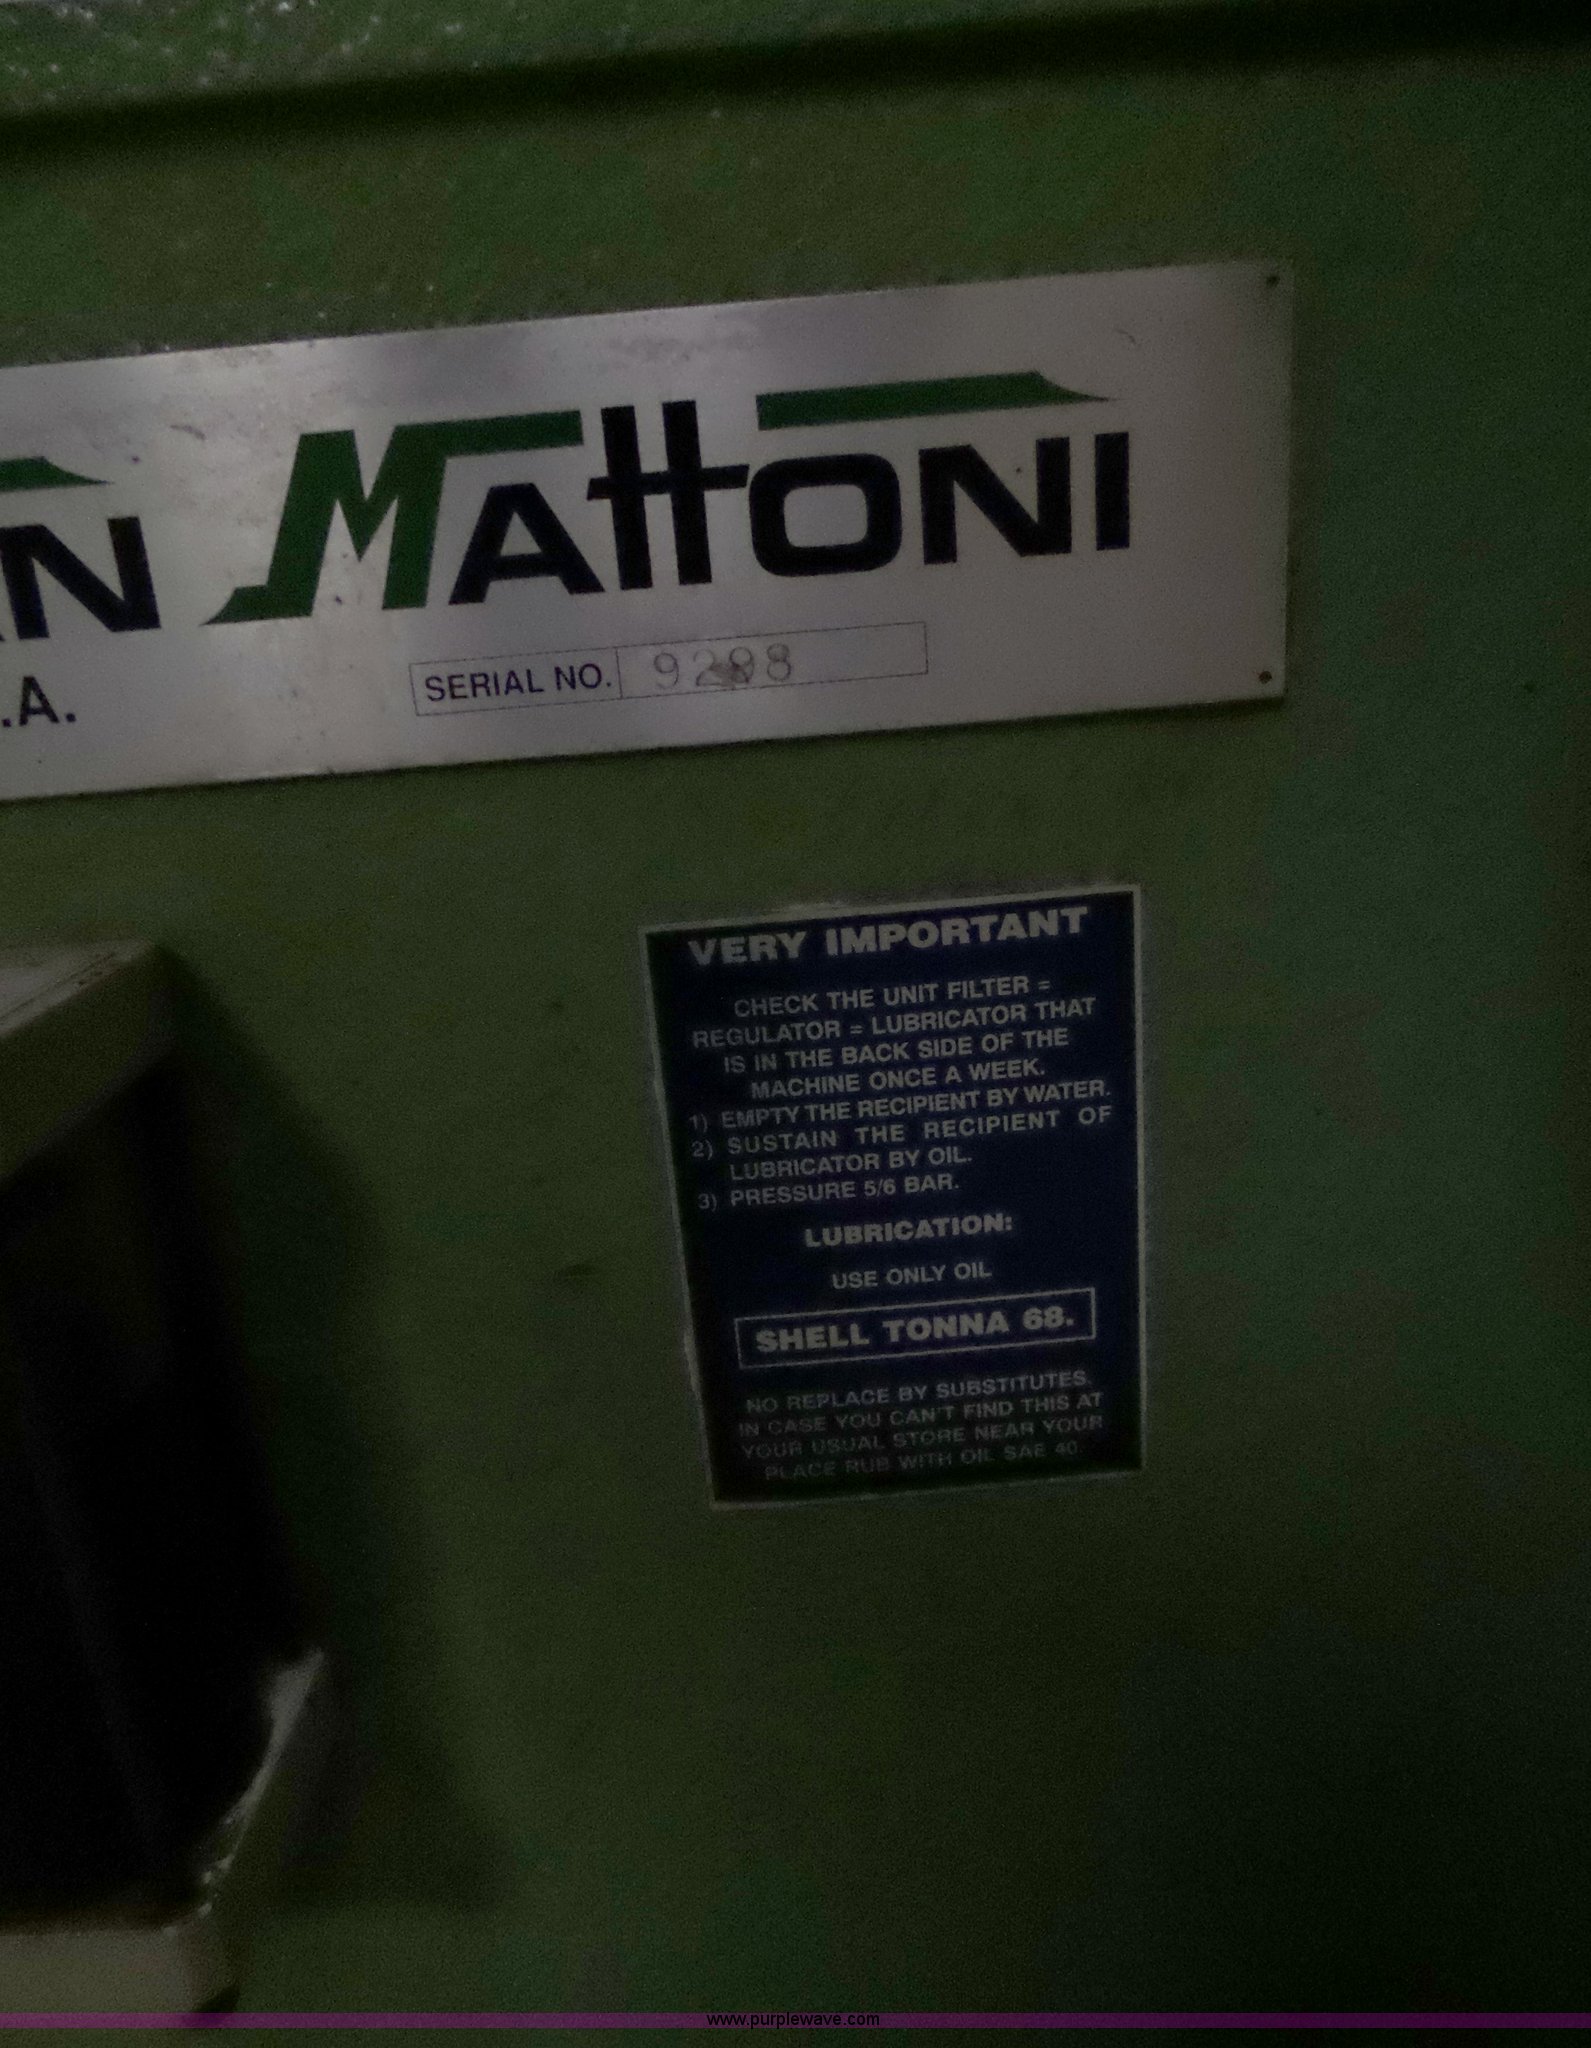 AN MATTONI
.A.
SERIAL NO. 9298
VERY IMPORTANT
CHECK THE UNIT FILTER =
REGULATOR = LUBRICATOR THAT
IS IN THE BACK SIDE OF THE
MACHINE ONCE A WEEK.
1) EMPTY THE RECIPIENT BY WATER.
2) SUSTAIN THE RECIPIENT OF
LUBRICATOR BY OIL.
3) PRESSURE 5/6 BAR.
LUBRICATION:
USE ONLY OIL
SHELL TONNA 68.
NO REPLACE BY SUBSTITUTES.
IN CASE YOU CAN'T FIND THIS AT
YOUR USUAL STORE NEAR YOUR
PLACE RUB WITH OIL SAE 40.
www.purplewave.com